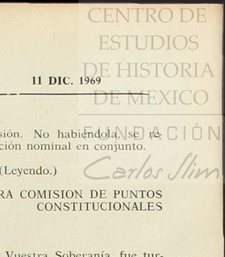 CENTRO DE
ESTUDIOS
DE HISTORIA
DE MEXICO
FUNDACIÓN
Carlos Slim
11 DIC. 1969
sión. No habiéndola, se re-
ción nominal en conjunto.
(Leyendo.)
RA COMISION DE PUNTOS
CONSTITUCIONALES
Vuestra Soberanía, fue tur-